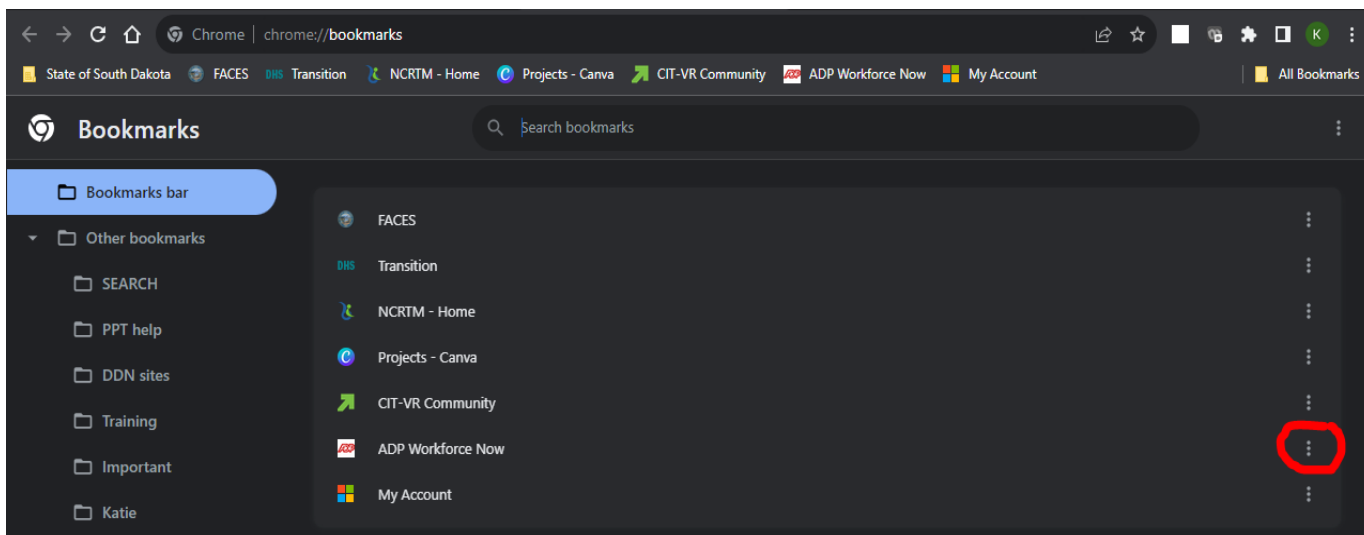 Chrome | chrome://bookmarks K
State of South Dakota FACES DHS Transition NCRTM - Home Projects - Canva CIT-VR Community ADP Workforce Now My Account All Bookmarks
Bookmarks Search bookmarks
Bookmarks bar
Other bookmarks
SEARCH
PPT help
DDN sites
Training
Important
Katie
FACES
DHS Transition
NCRTM - Home
Projects - Canva
CIT-VR Community
ADP Workforce Now
My Account